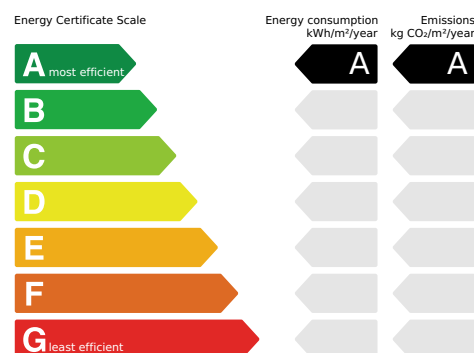 Energy Certificate Scale
Energy consumption
kWh/m²/year
Emissions
kg CO₂/m²/year
A most efficient
A
A
B
C
D
E
F
G least efficient